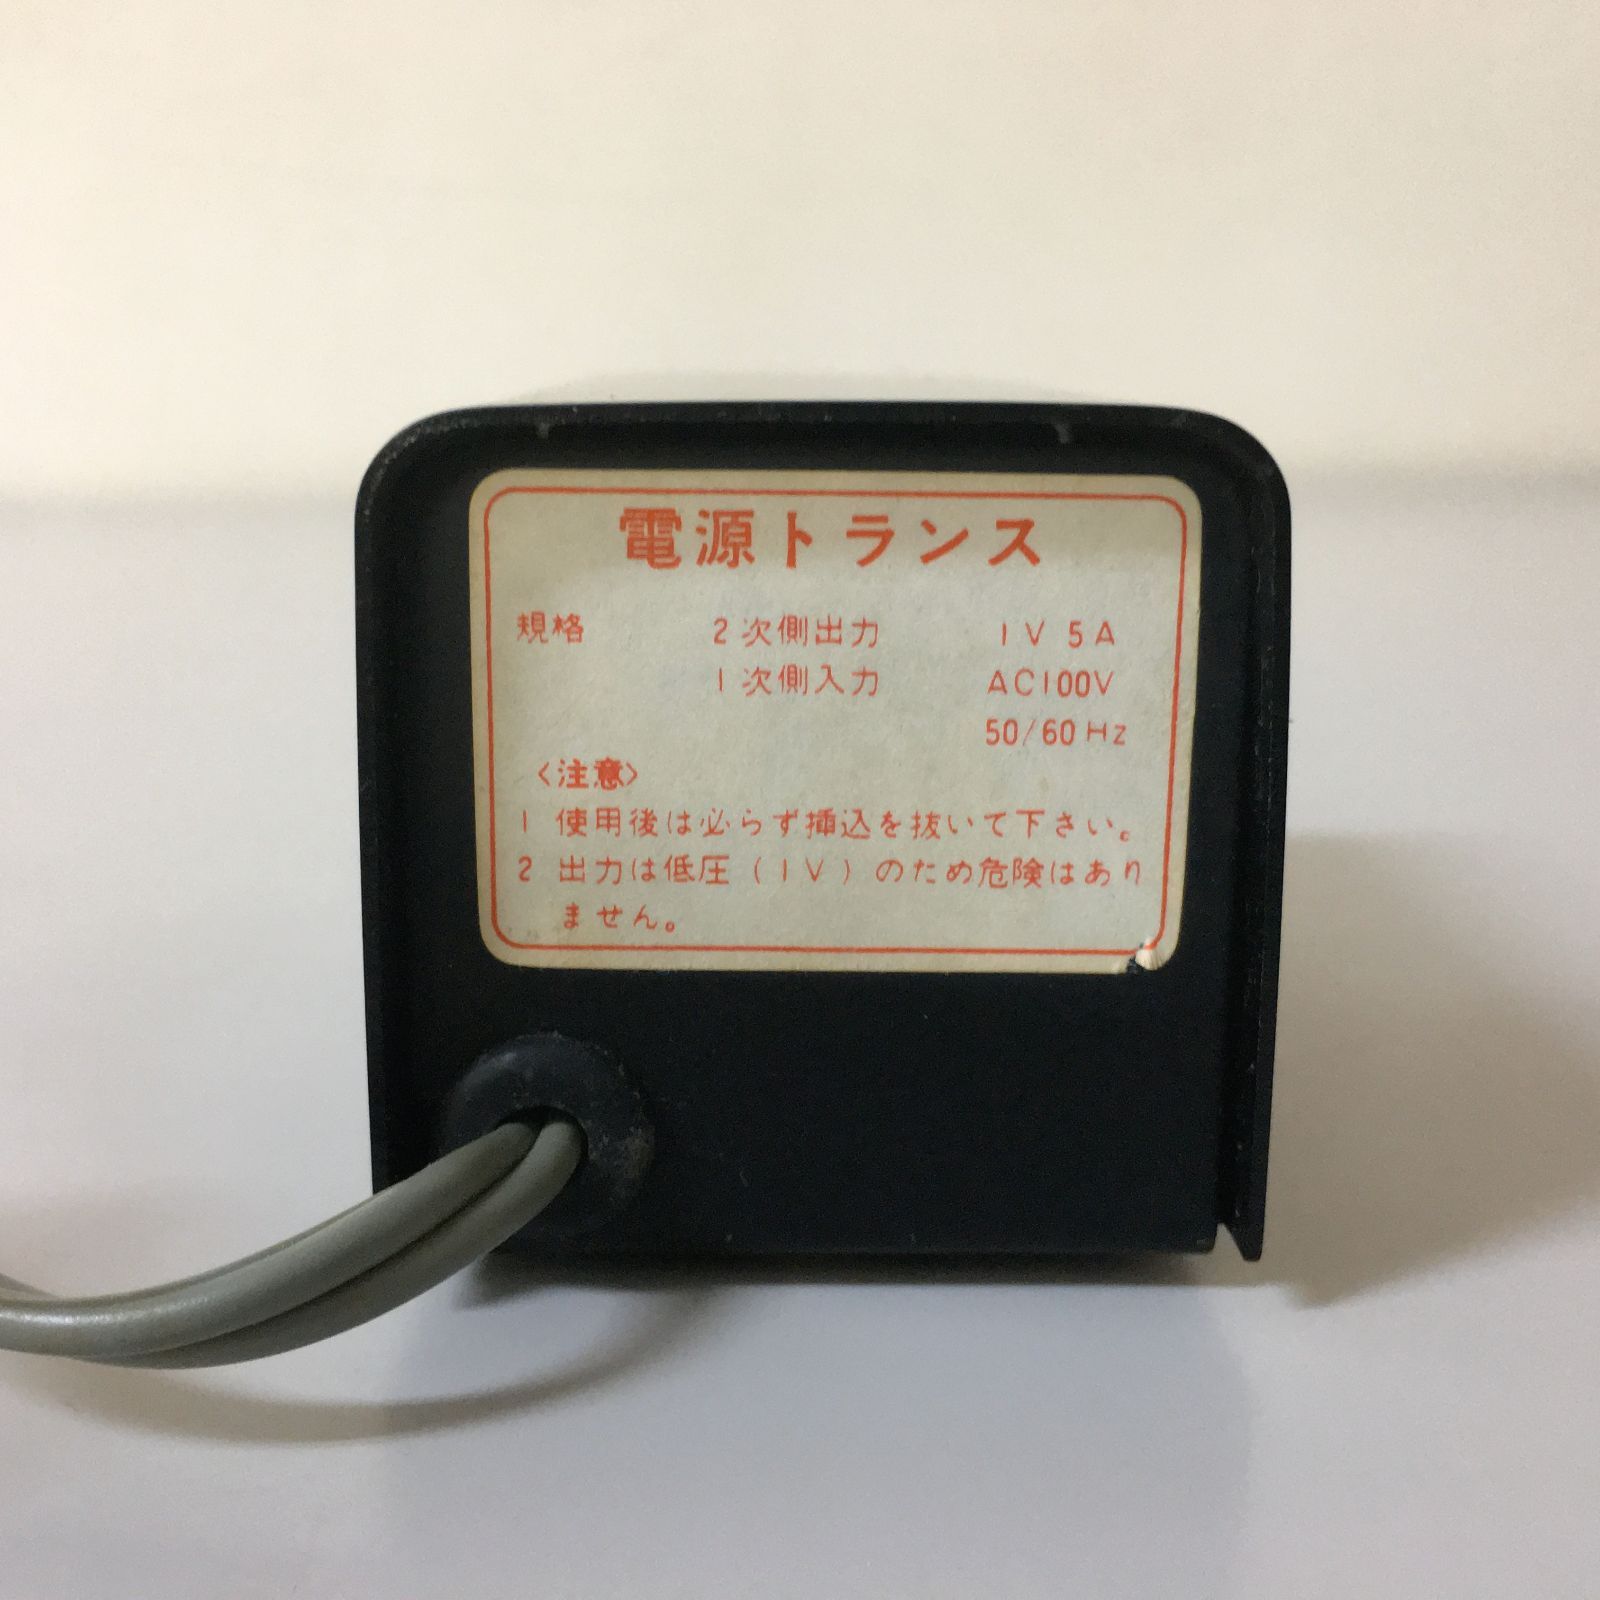 電源トランス
規格 2次側出力 1V 5A
1次側入力 AC100V
50/60Hz
〈注意〉
1 使用後は必らず挿込を抜いて下さい。
2 出力は低圧(1V)のため危険はあり
ません。